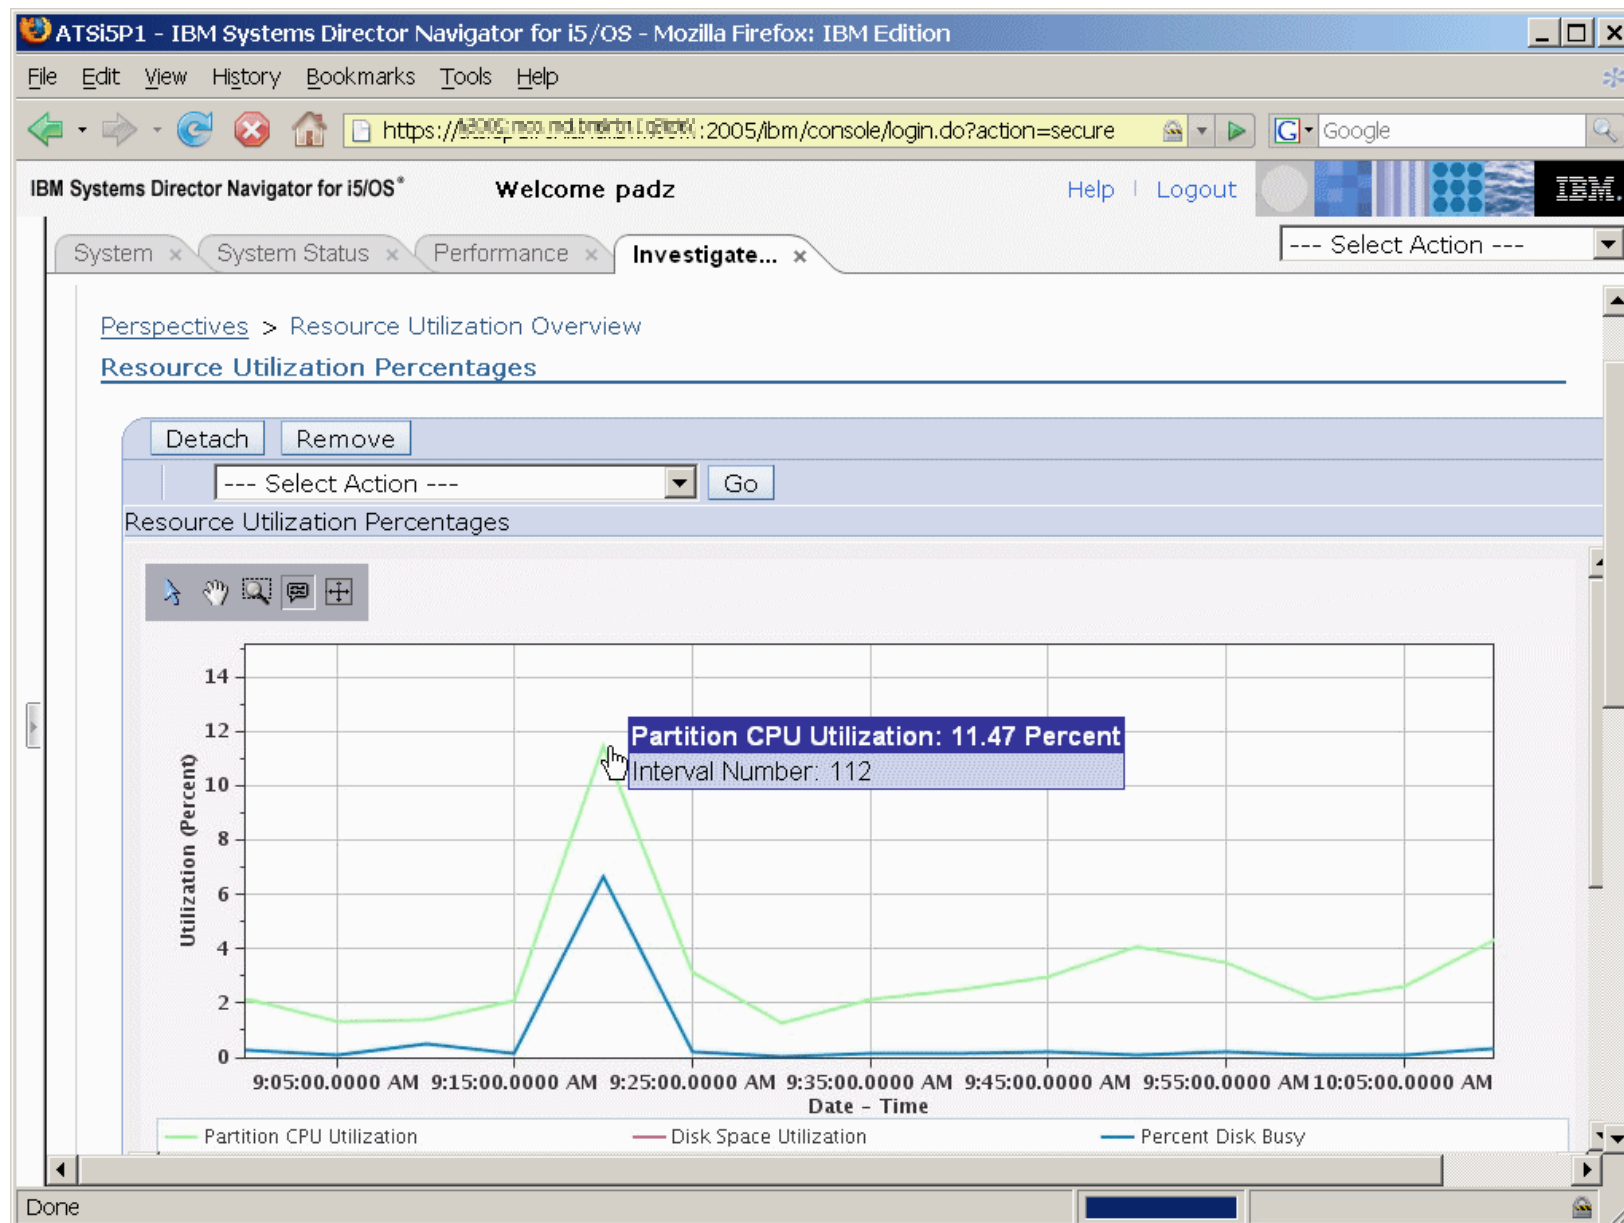 ATSi5P1 - IBM Systems Director Navigator for i5/OS - Mozilla Firefox: IBM Edition
File Edit View History Bookmarks Tools Help
https:// :2005/ibm/console/login.do?action=secure G Google
IBM Systems Director Navigator for i5/OS® Welcome padz Help Logout IBM.
System System Status Performance Investigate... --- Select Action ---
Perspectives > Resource Utilization Overview
Resource Utilization Percentages
Detach Remove
--- Select Action --- Go
Resource Utilization Percentages
14
12
10
8
6
4
2
0
Utilization (Percent)
Partition CPU Utilization: 11.47 Percent
Interval Number: 112
9:05:00.0000 AM 9:15:00.0000 AM 9:25:00.0000 AM 9:35:00.0000 AM 9:45:00.0000 AM 9:55:00.0000 AM 10:05:00.0000 AM
Date - Time
Partition CPU Utilization Disk Space Utilization Percent Disk Busy
Done